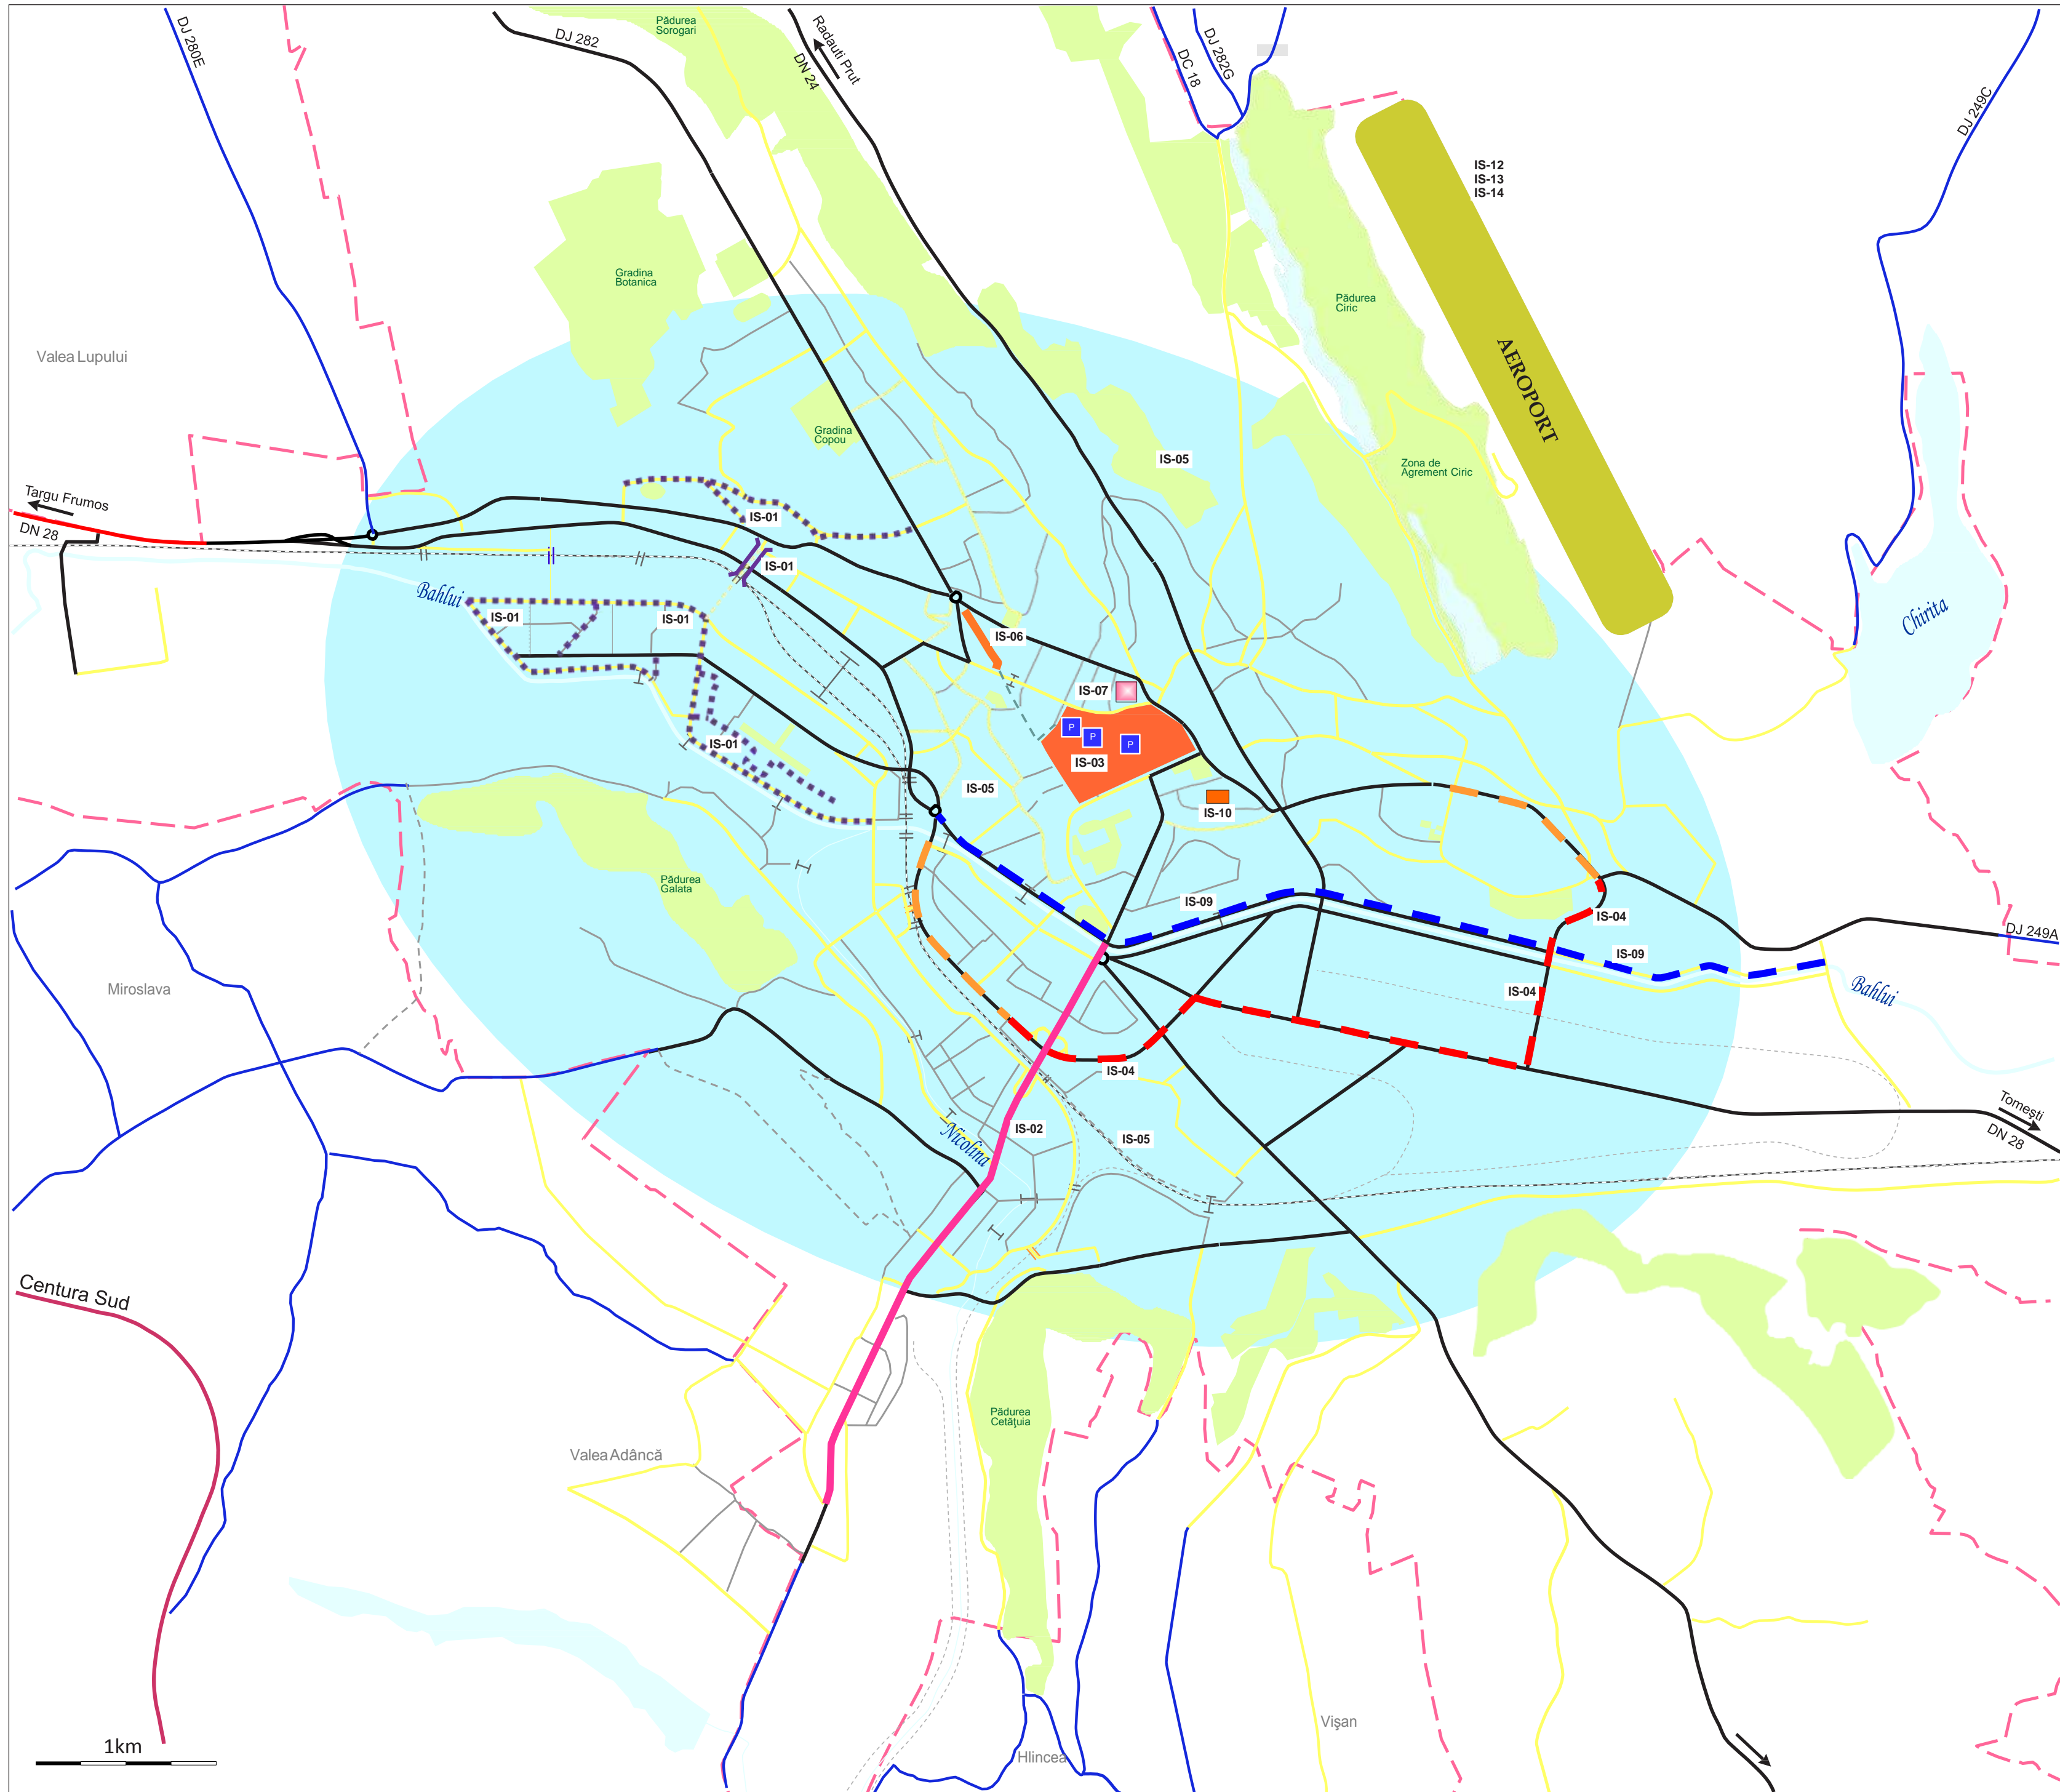 DJ 280E
DJ 282
Pădurea
Sorogari
DN 24
Radauti Prut
DC 18
DJ 282G
DJ 249C
IS-12
IS-13
IS-14
Gradina
Botanica
Pădurea
Ciric
AEROPORT
Valea Lupului
Gradina
Copou
IS-05
Zona de
Agrement Ciric
Targu Frumos
DN 28
IS-01
IS-01
Bahlui
IS-01
IS-01
Chirita
IS-06
IS-07
P
P
P
IS-01
IS-03
IS-05
IS-10
Pădurea
Galata
IS-09
IS-04
DJ 249A
IS-09
Miroslava
IS-04
Bahlui
IS-04
Tomeşti
DN 28
IS-02
IS-05
Nicolina
Centura Sud
Pădurea
Cetăţuia
Valea Adâncă
Vişan
1km
Hlincea